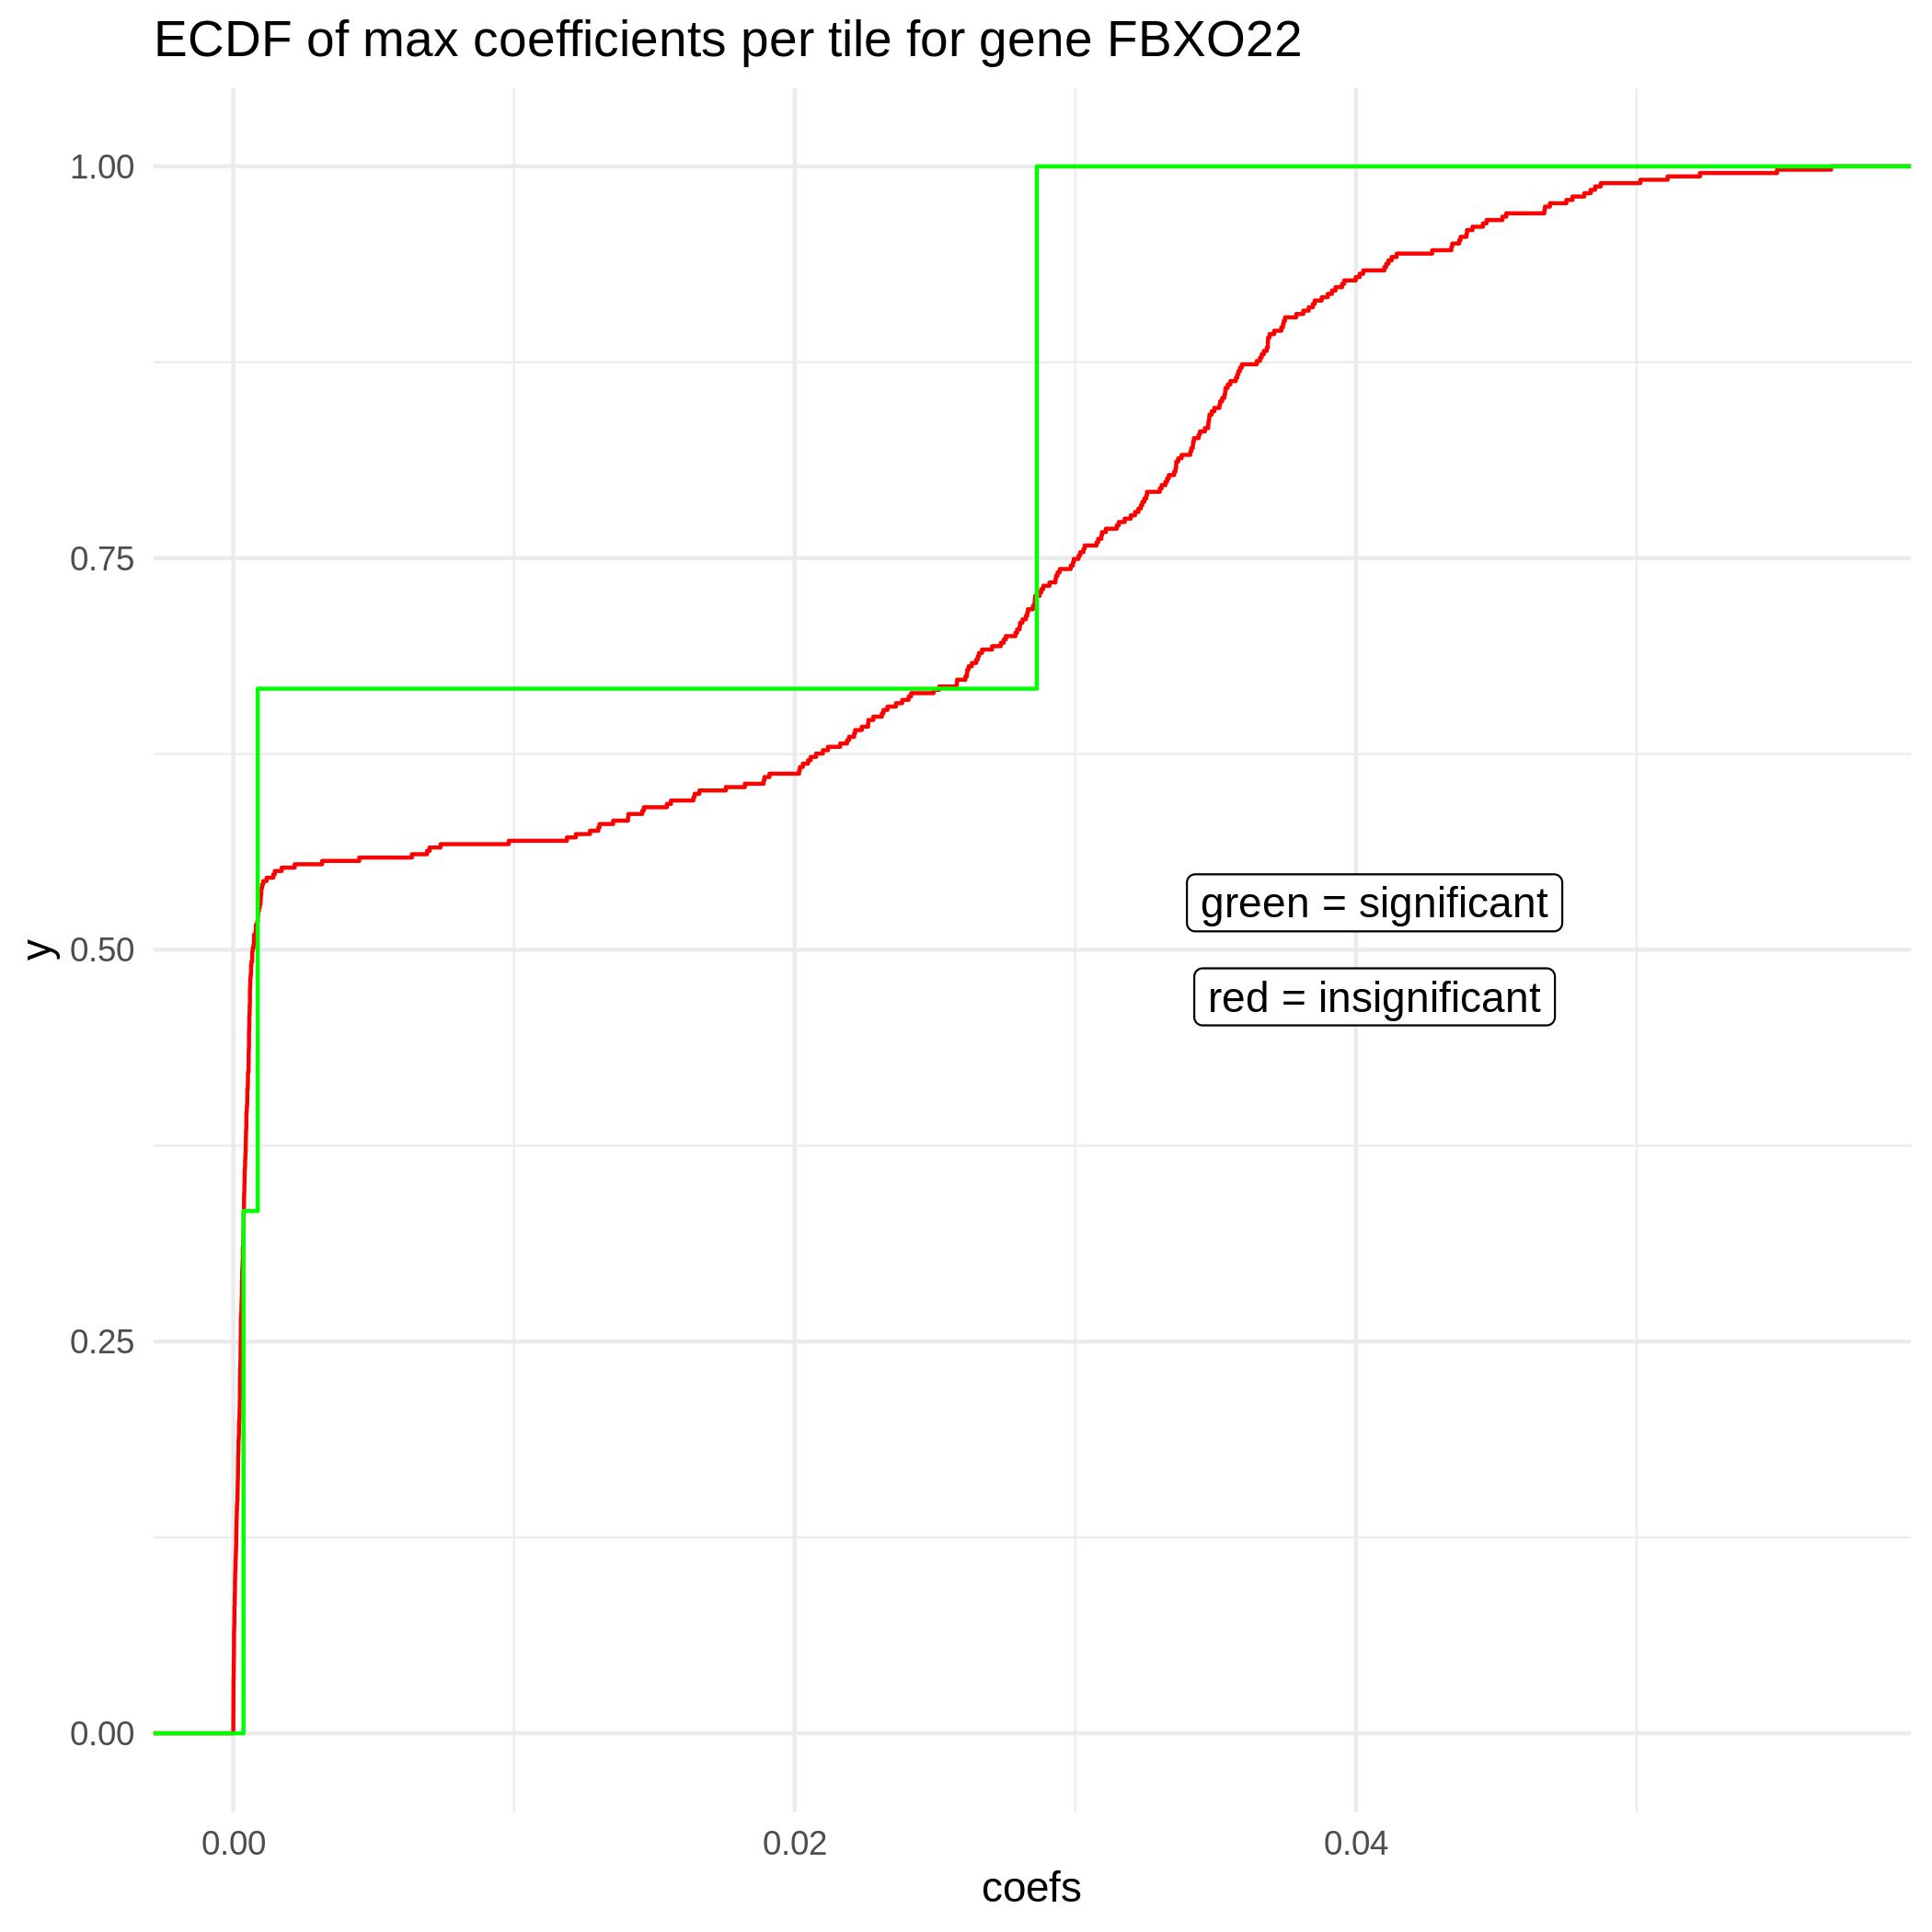 ECDF of max coefficients per tile for gene FBXO22
1.00
0.75
0.50
0.25
0.00
y
green = significant
red = insignificant
0.00
0.02
0.04
coefs